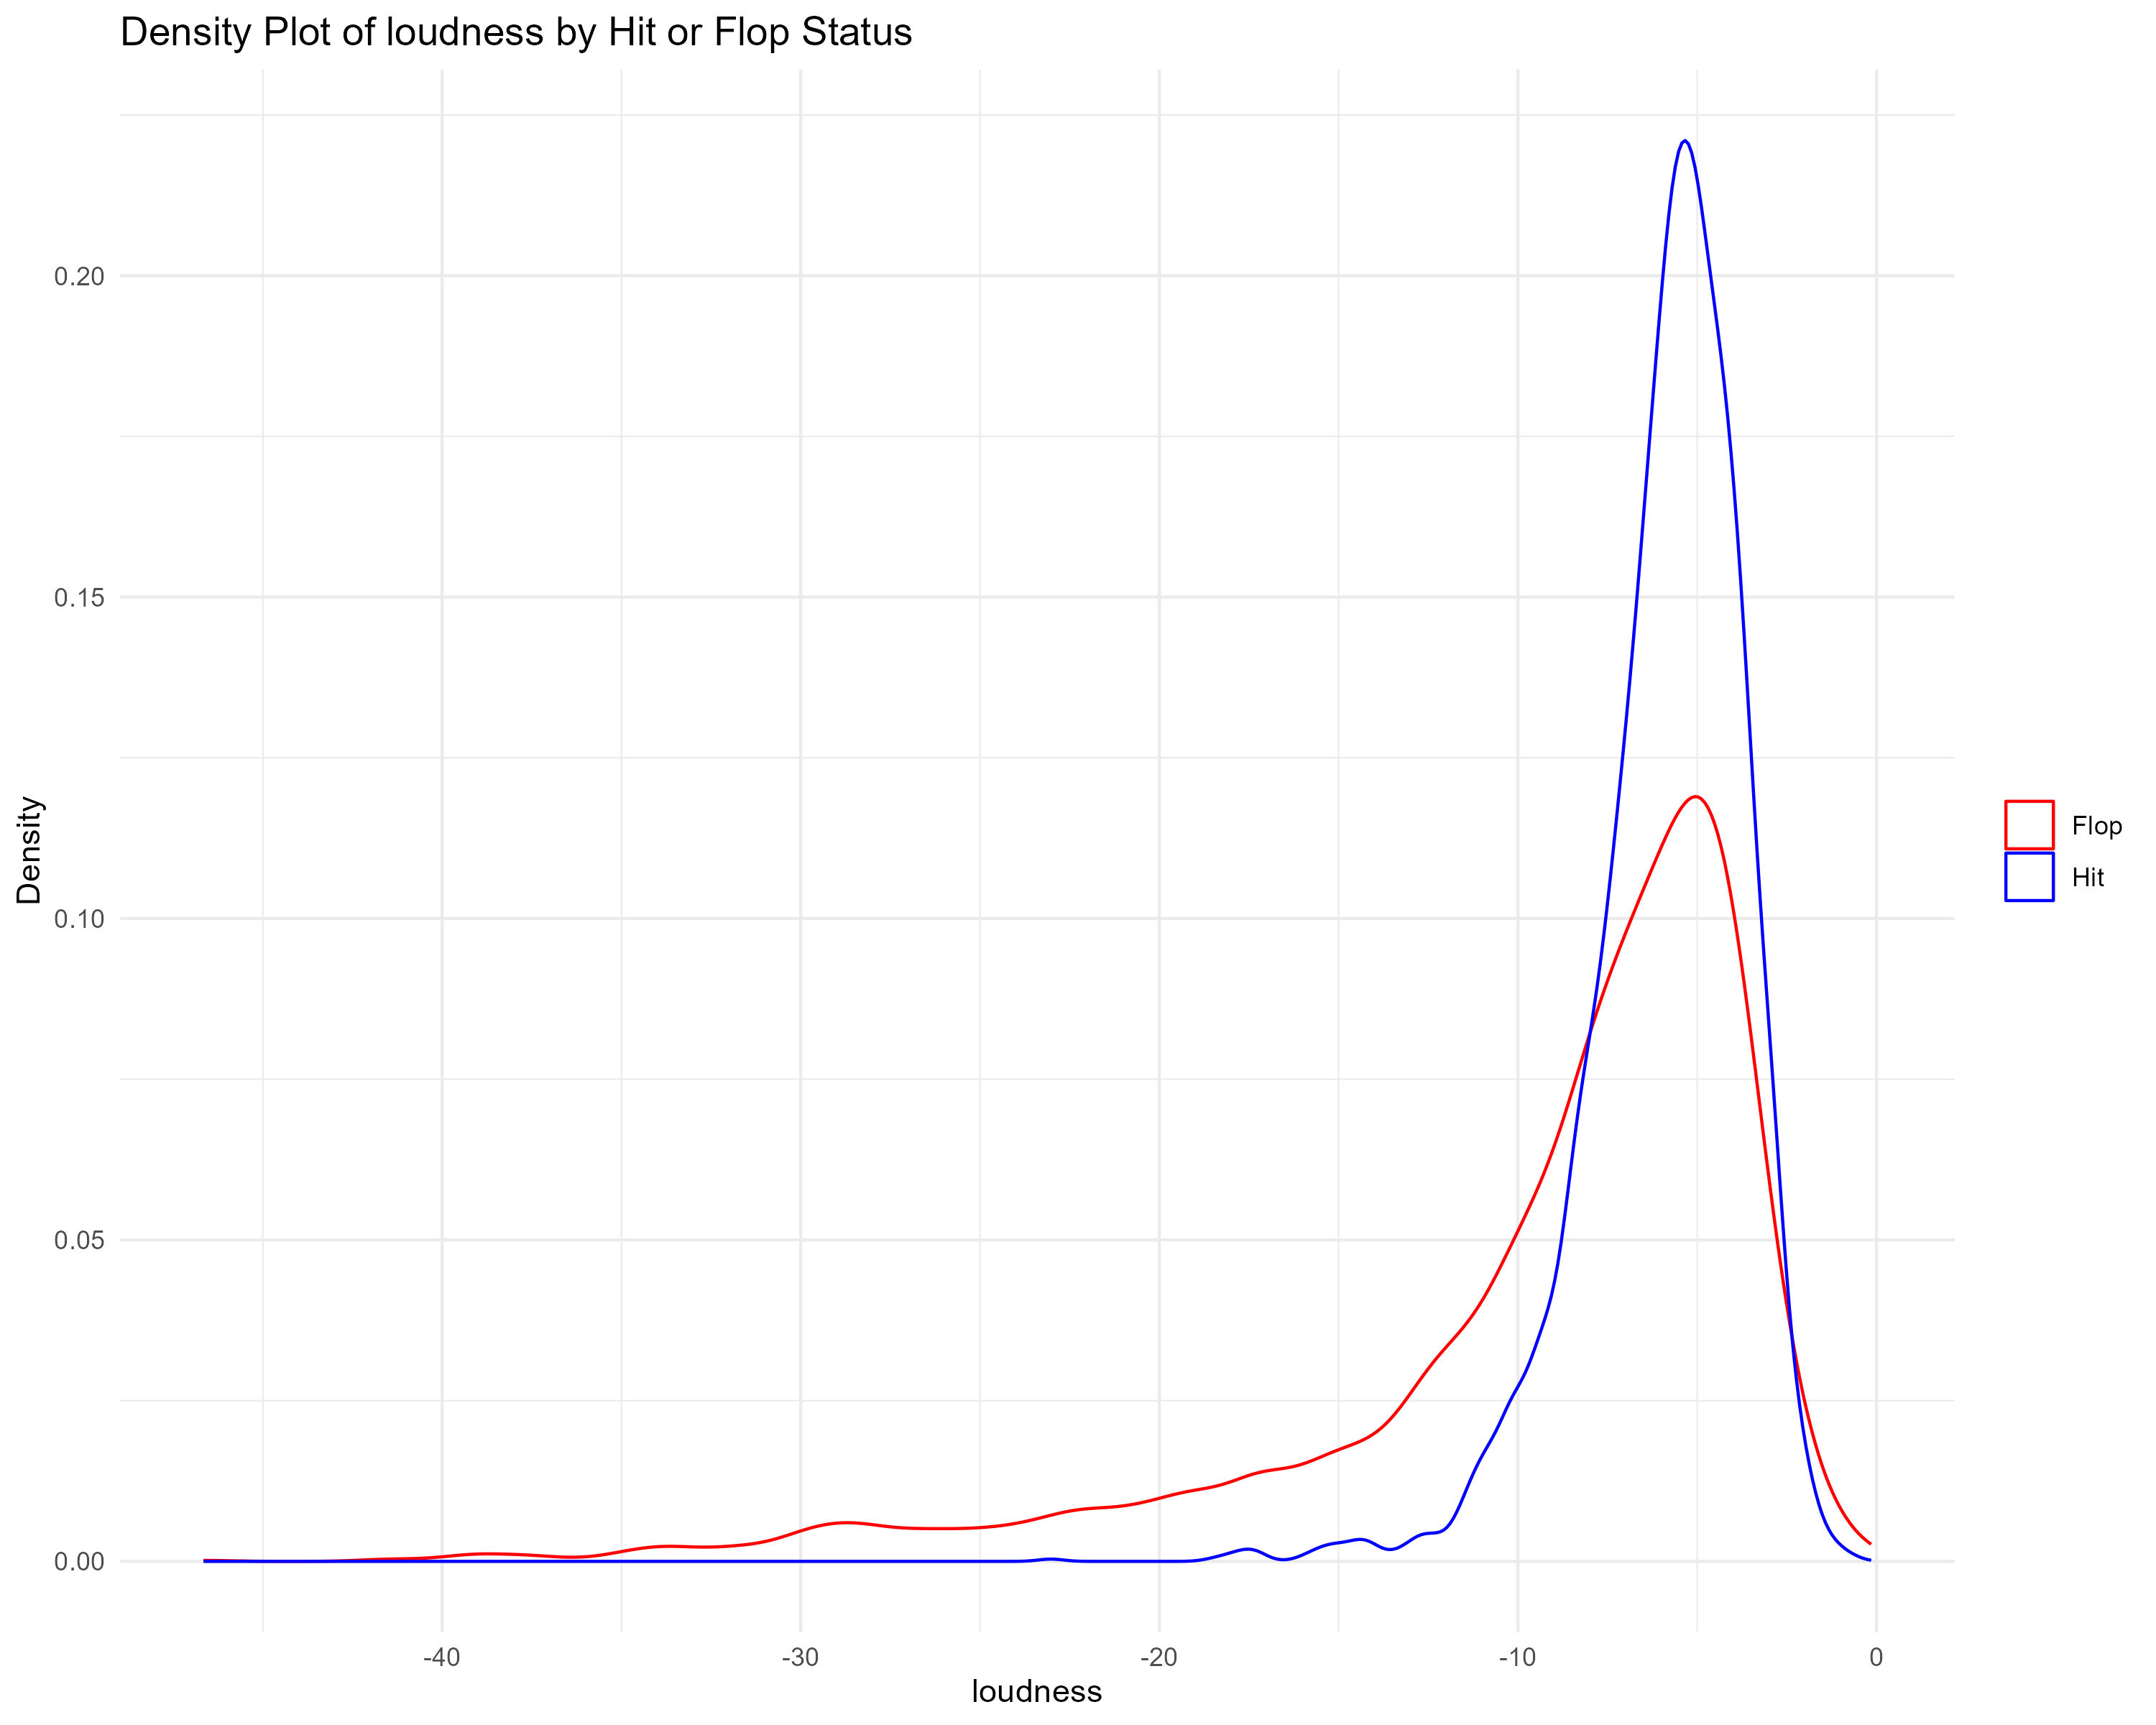 Density Plot of loudness by Hit or Flop Status
Density
0.20
0.15
0.10
0.05
0.00
-40
-30
-20
-10
0
loudness
Flop
Hit